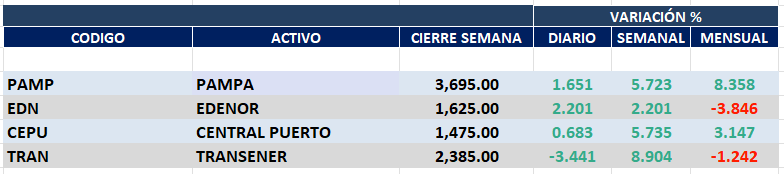 VARIACIÓN %
CODIGO ACTIVO CIERRE SEMANA DIARIO SEMANAL MENSUAL
PAMP PAMPA 3,695.00 1.651 5.723 8.358
EDN EDENOR 1,625.00 2.201 2.201 -3.846
CEPU CENTRAL PUERTO 1,475.00 0.683 5.735 3.147
TRAN TRANSENER 2,385.00 -3.441 8.904 -1.242